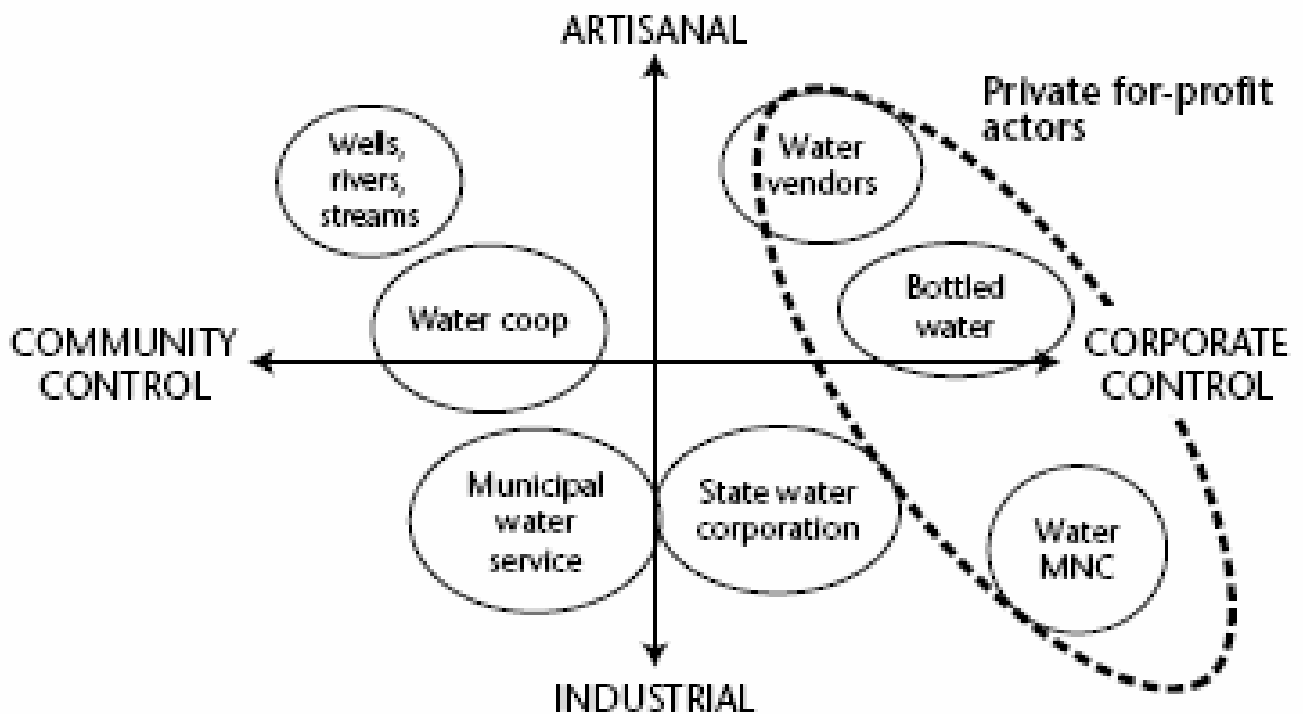 ARTISANAL
Private for-profit
actors
Wells,
rivers,
streams
Water
vendors
Water coop
Bottled
water
COMMUNITY
CONTROL
CORPORATE
CONTROL
Municipal
water
service
State water
corporation
Water
MNC
INDUSTRIAL